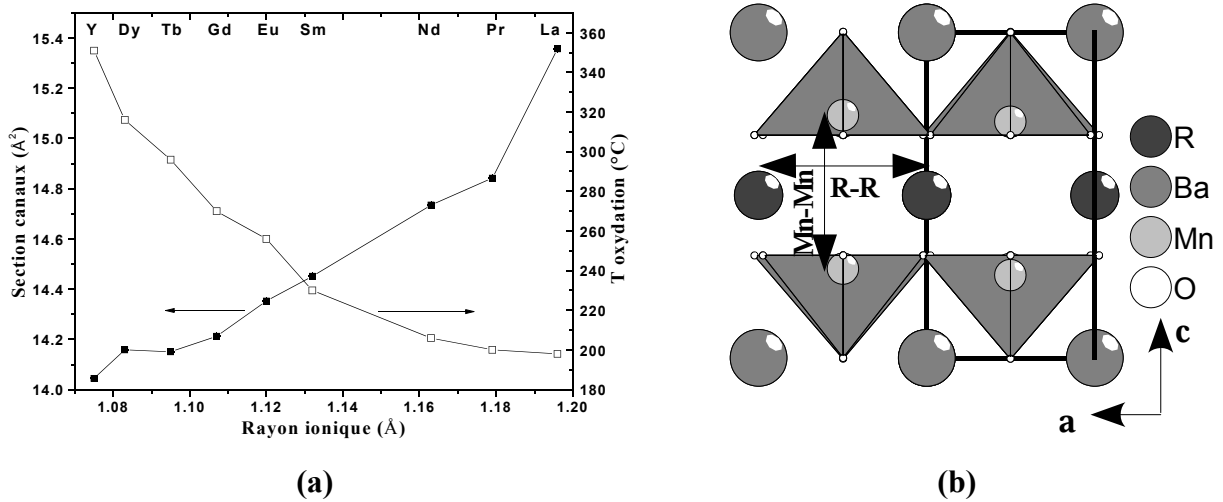 Y Dy Tb Gd Eu Sm Nd Pr La
15.4
15.2
15.0
14.8
14.6
14.4
14.2
14.0
Section canaux (Å²)
360
340
320
300
280
260
240
220
200
180
T oxydation (°C)
1.08 1.10 1.12 1.14 1.16 1.18 1.20
Rayon ionique (Å)
(a)
R-R
Mn-Mn
R
Ba
Mn
O
c
a
(b)